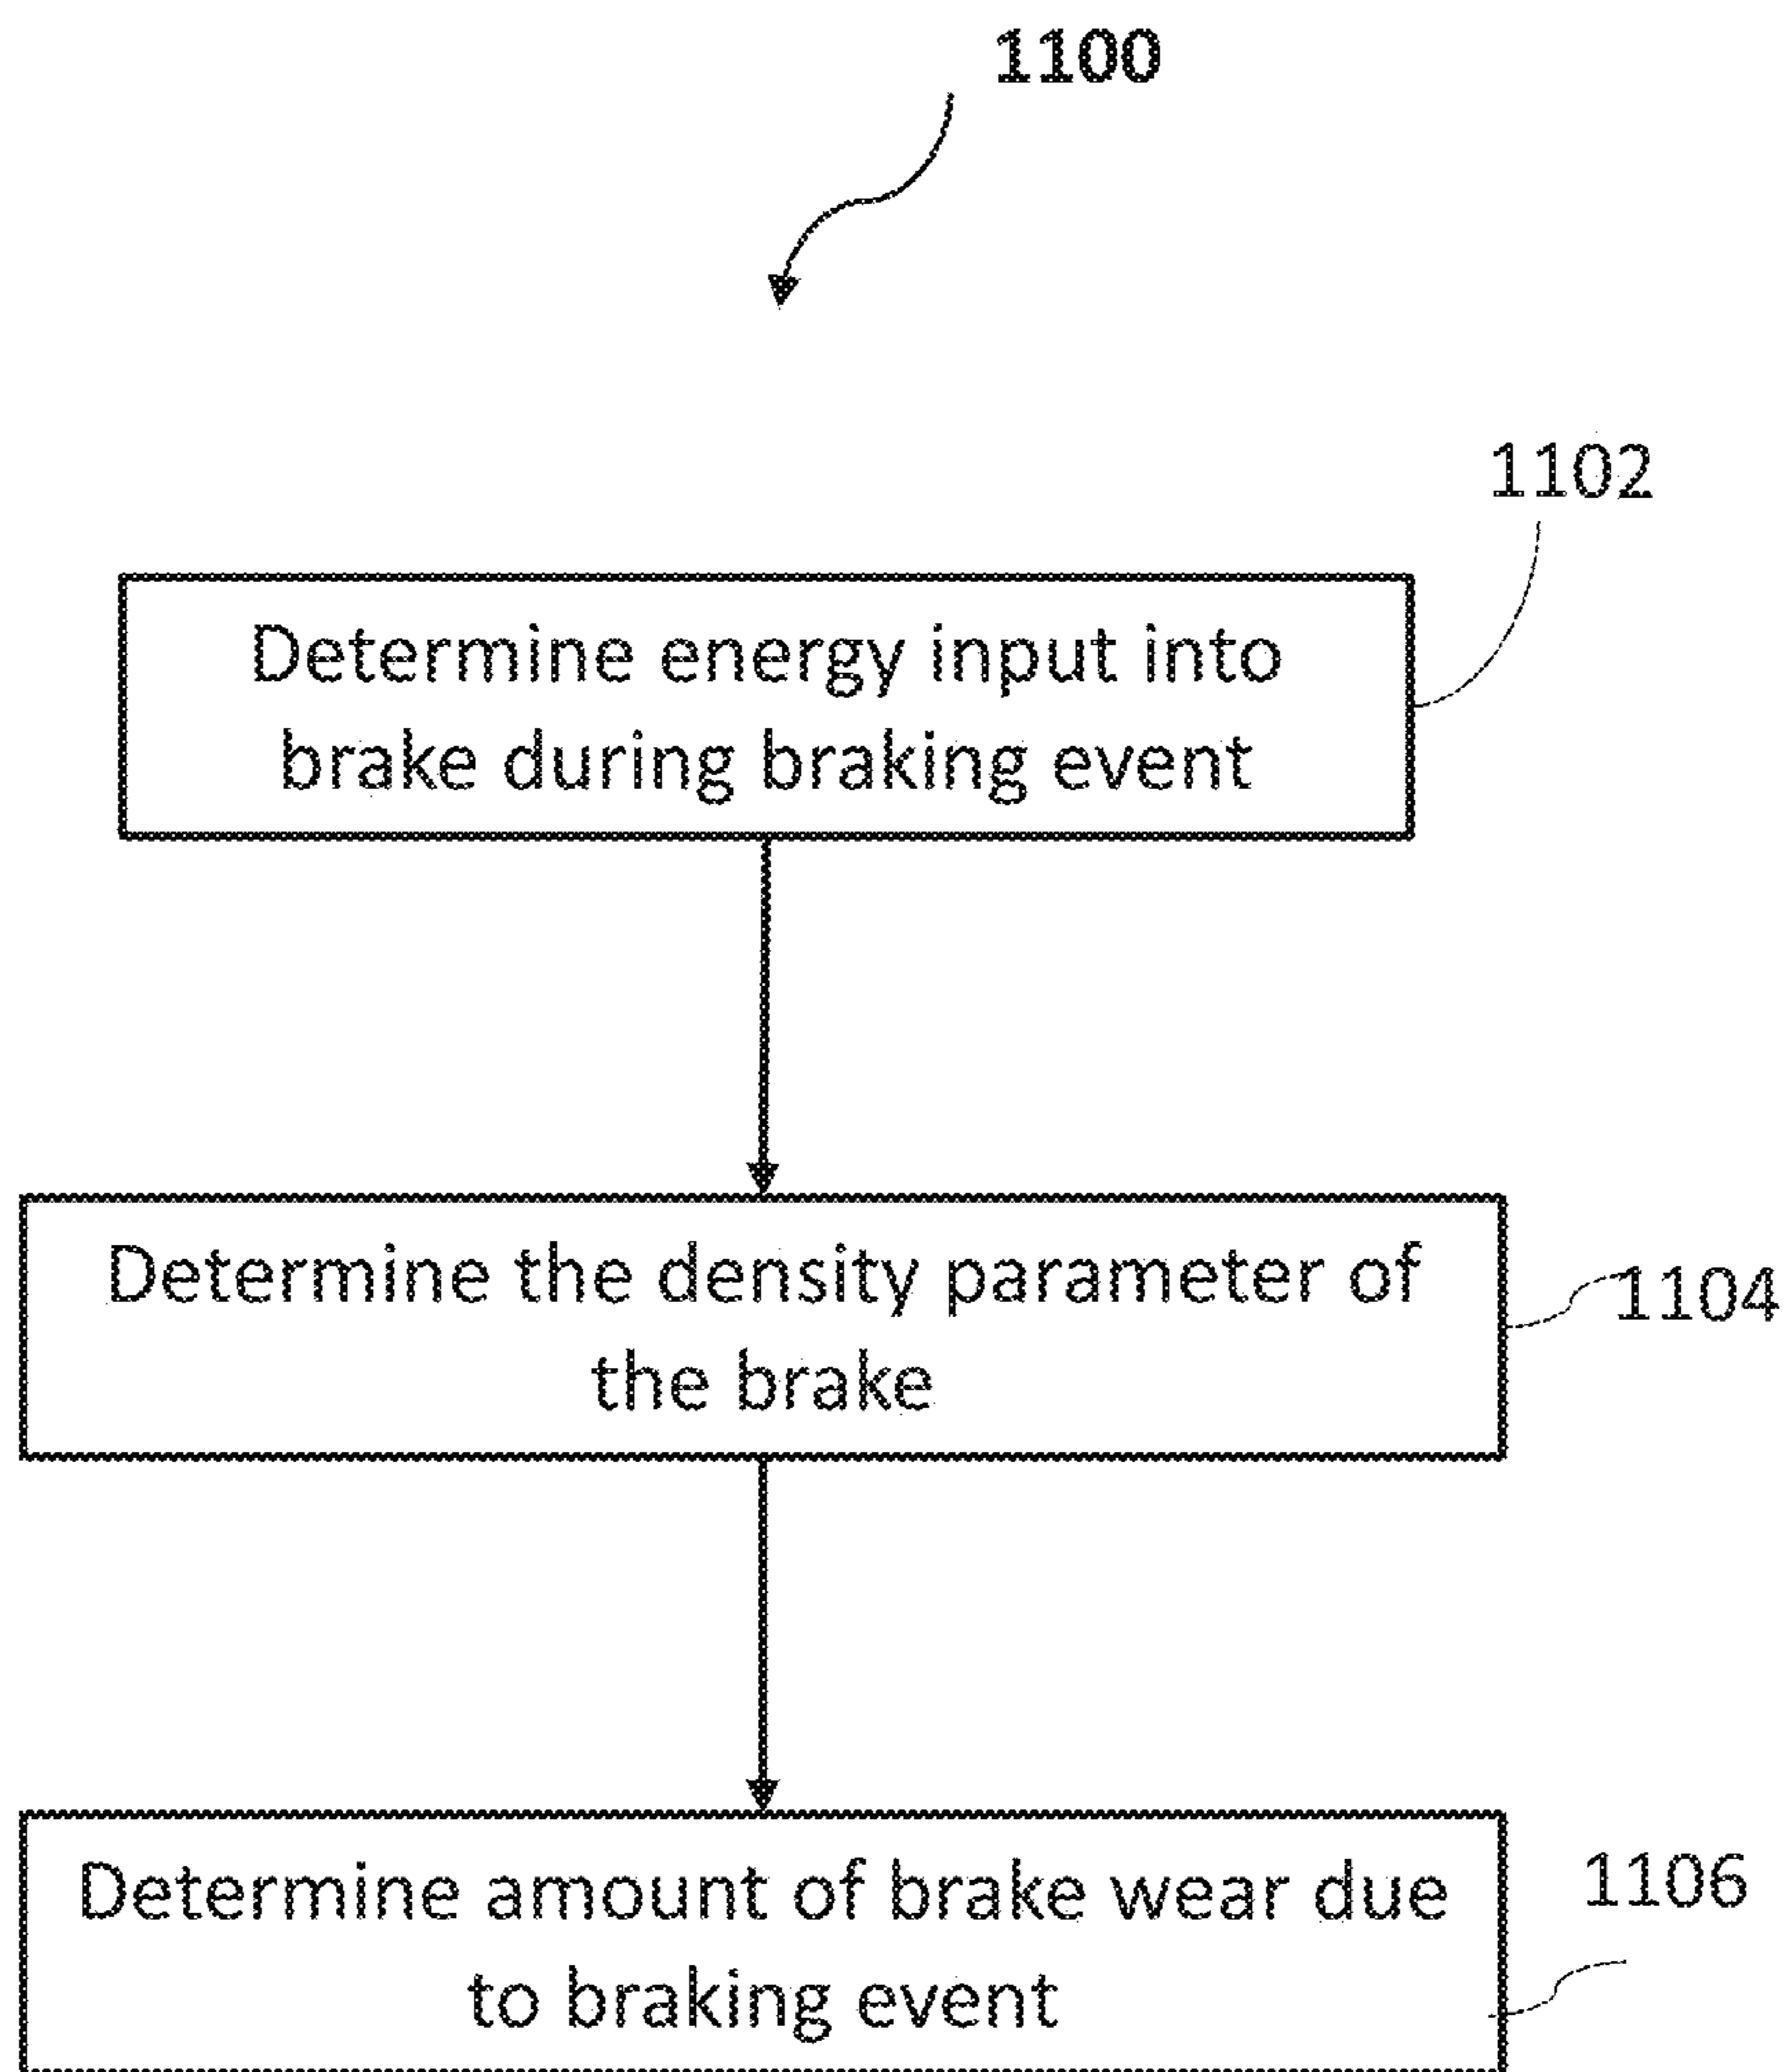 1100
1102
Determine energy input into
brake during braking event
Determine the density parameter of
the brake
1104
Determine amount of brake wear due
to braking event
1106